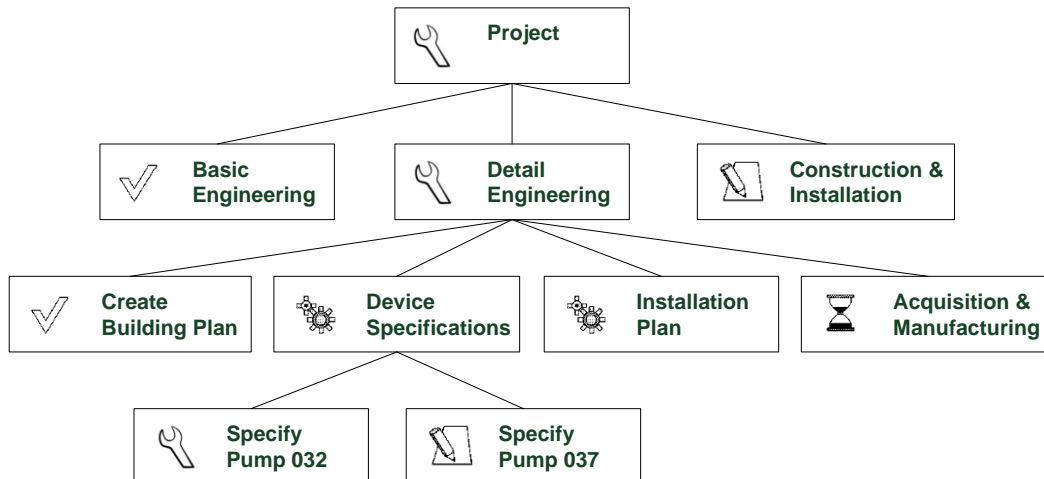 Project
Basic
Engineering
Detail
Engineering
Construction &
Installation
Create
Building Plan
Device
Specifications
Installation
Plan
Acquisition &
Manufacturing
Specify
Pump 032
Specify
Pump 037